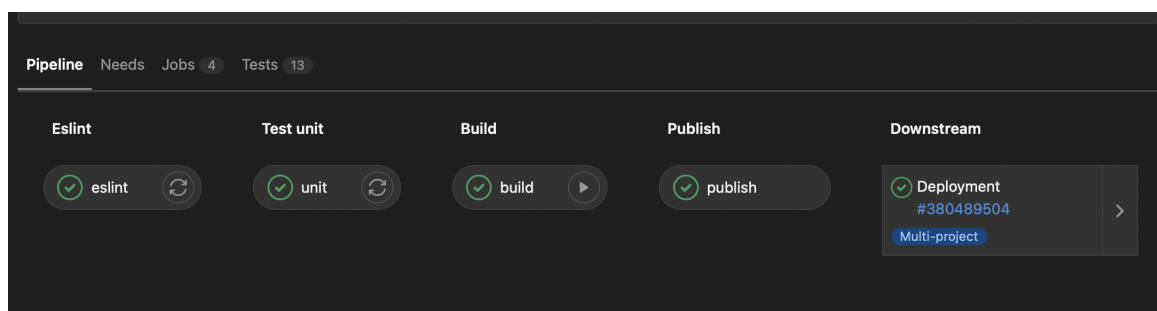 Pipeline Needs Jobs 4 Tests 13
Eslint Test unit Build Publish Downstream
eslint unit build publish Deployment
#380489504
Multi-project